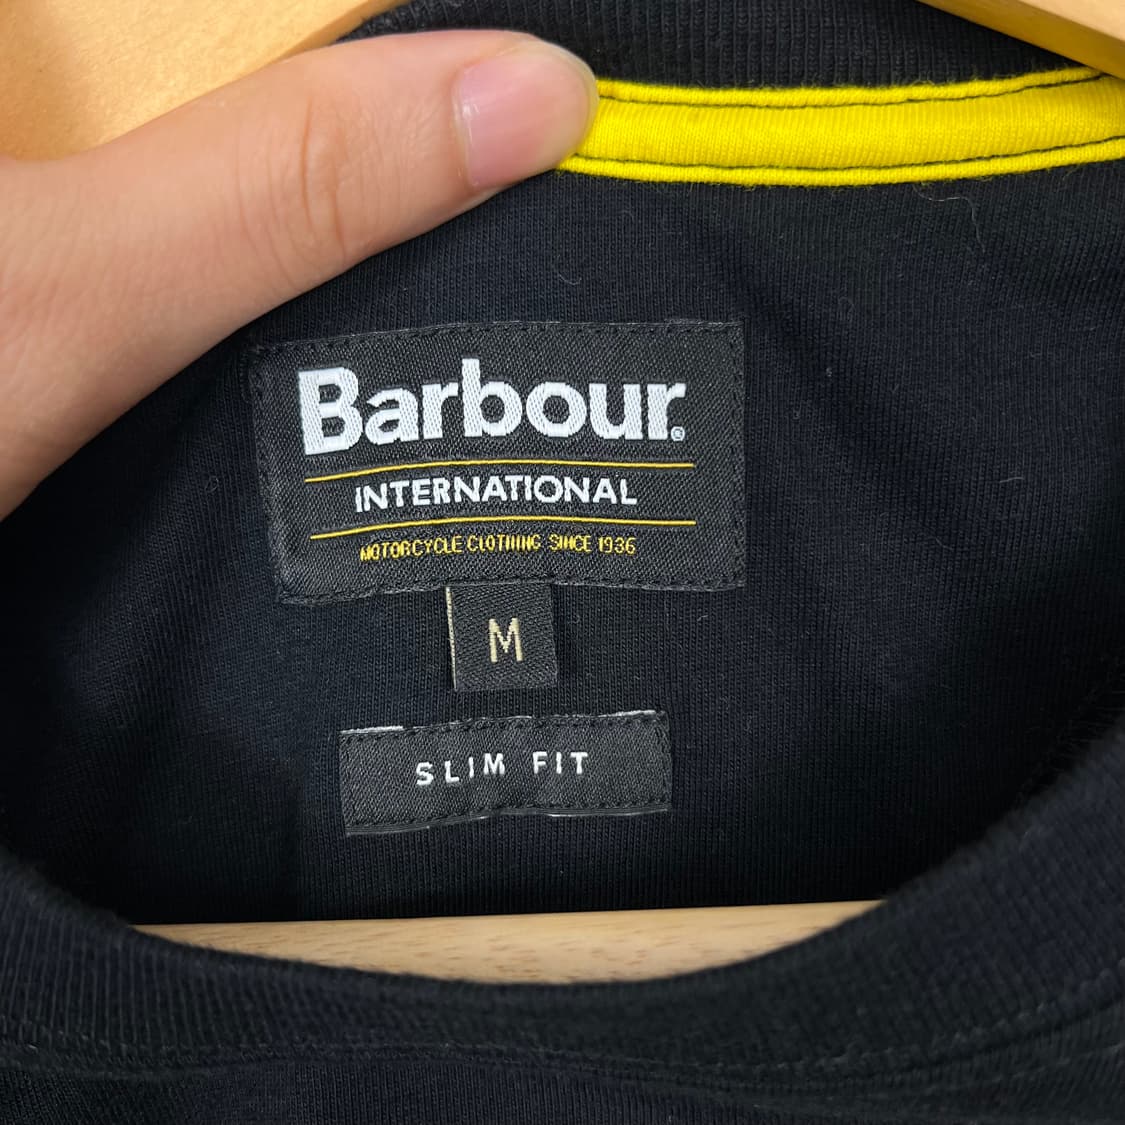 Barbour®
INTERNATIONAL
MOTORCYCLE CLOTHING SINCE 1936
M
SLIM FIT